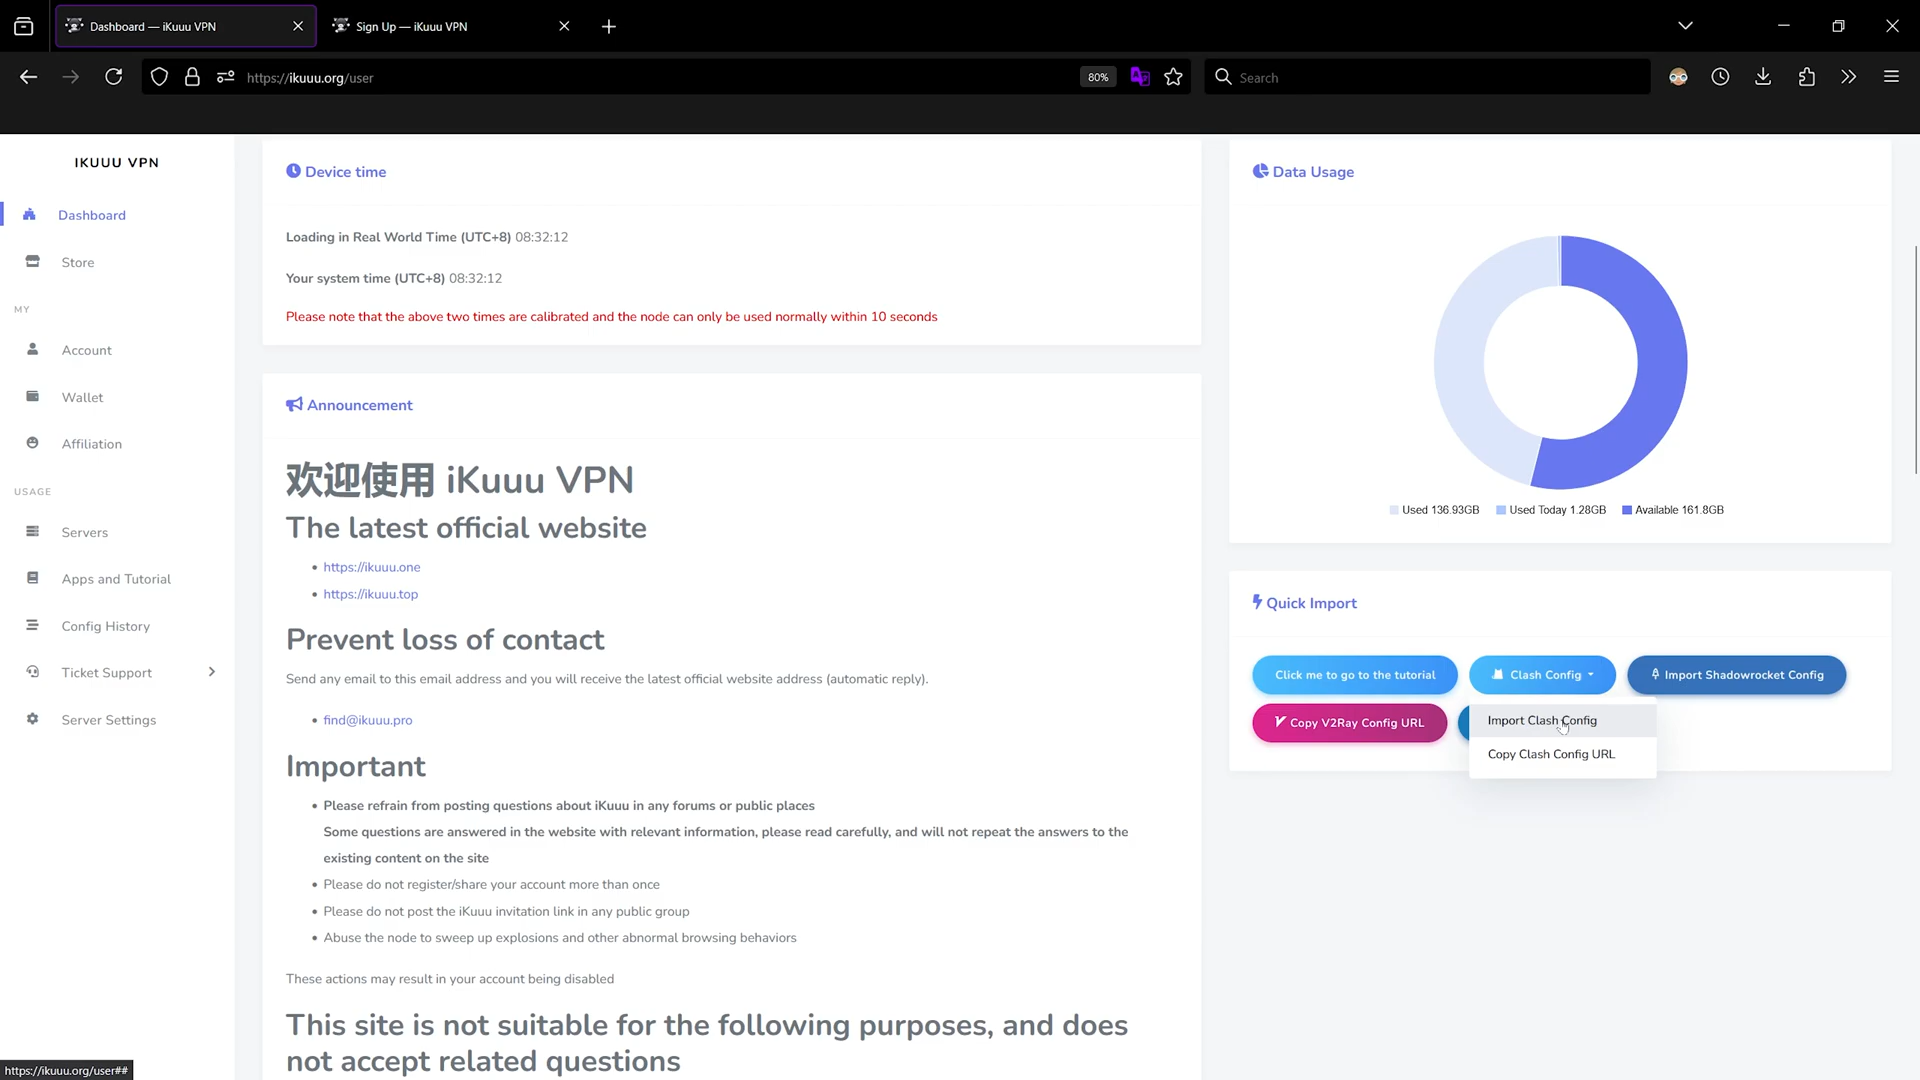 Dashboard — iKuuu VPN
Sign Up — iKuuu VPN
https://ikuuu.org/user
80%
Search
IKUUU VPN
Dashboard
Store
MY
Account
Wallet
Affiliation
USAGE
Servers
Apps and Tutorial
Config History
Ticket Support
Server Settings
Device time
Loading in Real World Time (UTC+8) 08:32:12
Your system time (UTC+8) 08:32:12
Please note that the above two times are calibrated and the node can only be used normally within 10 seconds
Announcement
欢迎使用 iKuuu VPN
The latest official website
• https://ikuuu.one
• https://ikuuu.top
Prevent loss of contact
Send any email to this email address and you will receive the latest official website address (automatic reply).
• find@ikuuu.pro
Important
• Please refrain from posting questions about iKuuu in any forums or public places
Some questions are answered in the website with relevant information, please read carefully, and will not repeat the answers to the
existing content on the site
• Please do not register/share your account more than once
• Please do not post the iKuuu invitation link in any public group
• Abuse the node to sweep up explosions and other abnormal browsing behaviors
These actions may result in your account being disabled
This site is not suitable for the following purposes, and does
not accept related questions
Data Usage
Used 136.93GB Used Today 1.28GB Available 161.8GB
Quick Import
Click me to go to the tutorial
Clash Config
Import Shadowrocket Config
Copy V2Ray Config URL
Import Clash Config
Copy Clash Config URL
https://ikuuu.org/user##